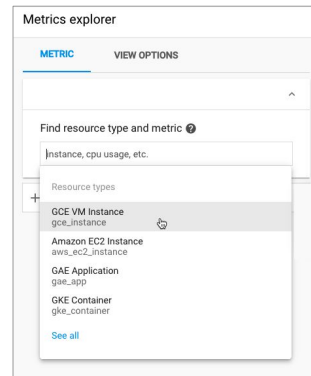 Metrics explorer
METRIC VIEW OPTIONS
Find resource type and metric ?
instance, cpu usage, etc.
+
Resource types
GCE VM Instance
gce_instance
Amazon EC2 Instance
aws_ec2_instance
GAE Application
gae_app
GKE Container
gke_container
See all